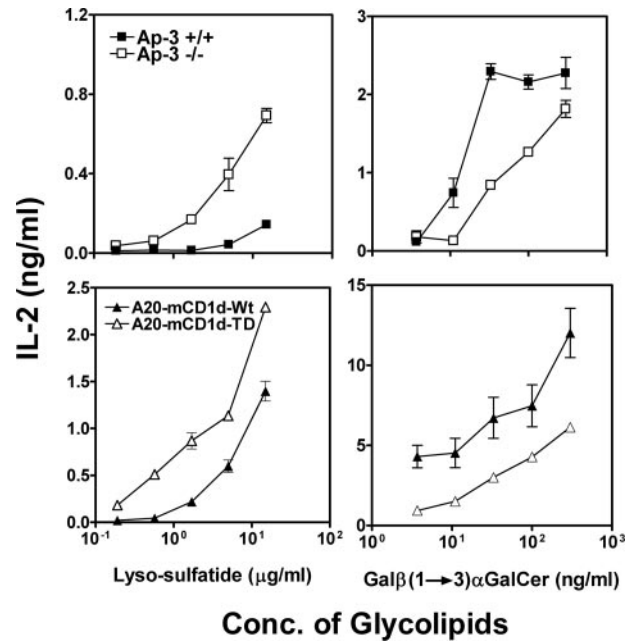 1.2
0.8
0.4
0.0
Ap-3 +/+
Ap-3 -/-
3
2
1
0
IL-2 (ng/ml)
2.5
2.0
1.5
1.0
0.5
0.0
A20-mCD1d-Wt
A20-mCD1d-TD
15
10
5
0
10⁻¹ 10⁰ 10¹ 10²
10⁰ 10¹ 10² 10³
Lyso-sulfatide (μg/ml)
Galβ(1→3)αGalCer (ng/ml)
Conc. of Glycolipids